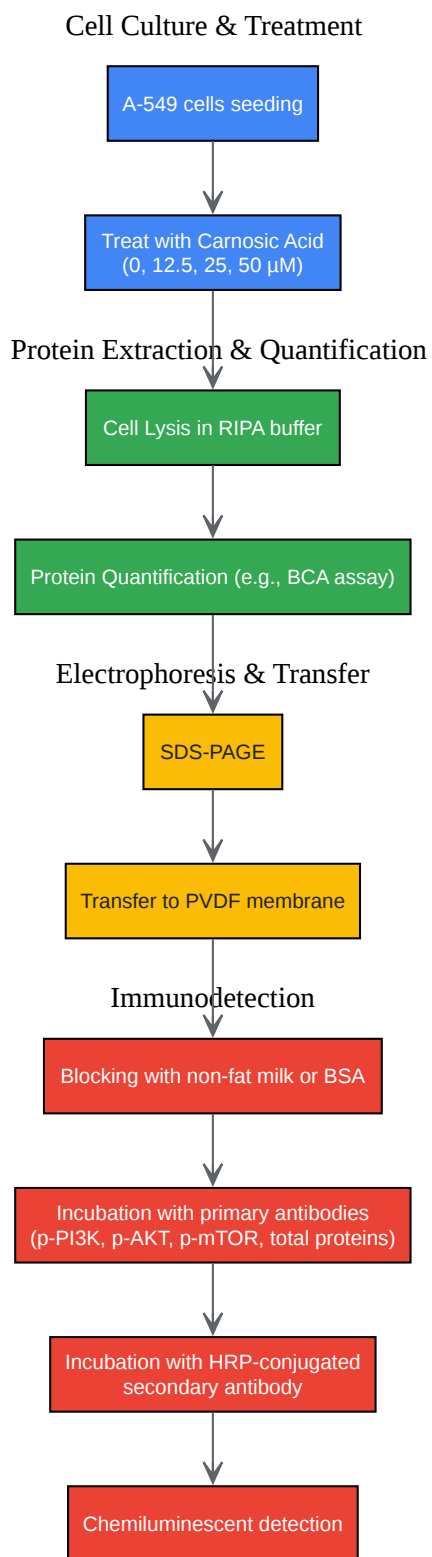 Cell Culture & Treatment
A-549 cells seeding
Treat with Carnosic Acid
(0, 12.5, 25, 50 µM)
Protein Extraction & Quantification
Cell Lysis in RIPA buffer
Protein Quantification (e.g., BCA assay)
Electrophoresis & Transfer
SDS-PAGE
Transfer to PVDF membrane
Immunodetection
Blocking with non-fat milk or BSA
Incubation with primary antibodies
(p-PI3K, p-AKT, p-mTOR, total proteins)
Incubation with HRP-conjugated
secondary antibody
Chemiluminescent detection